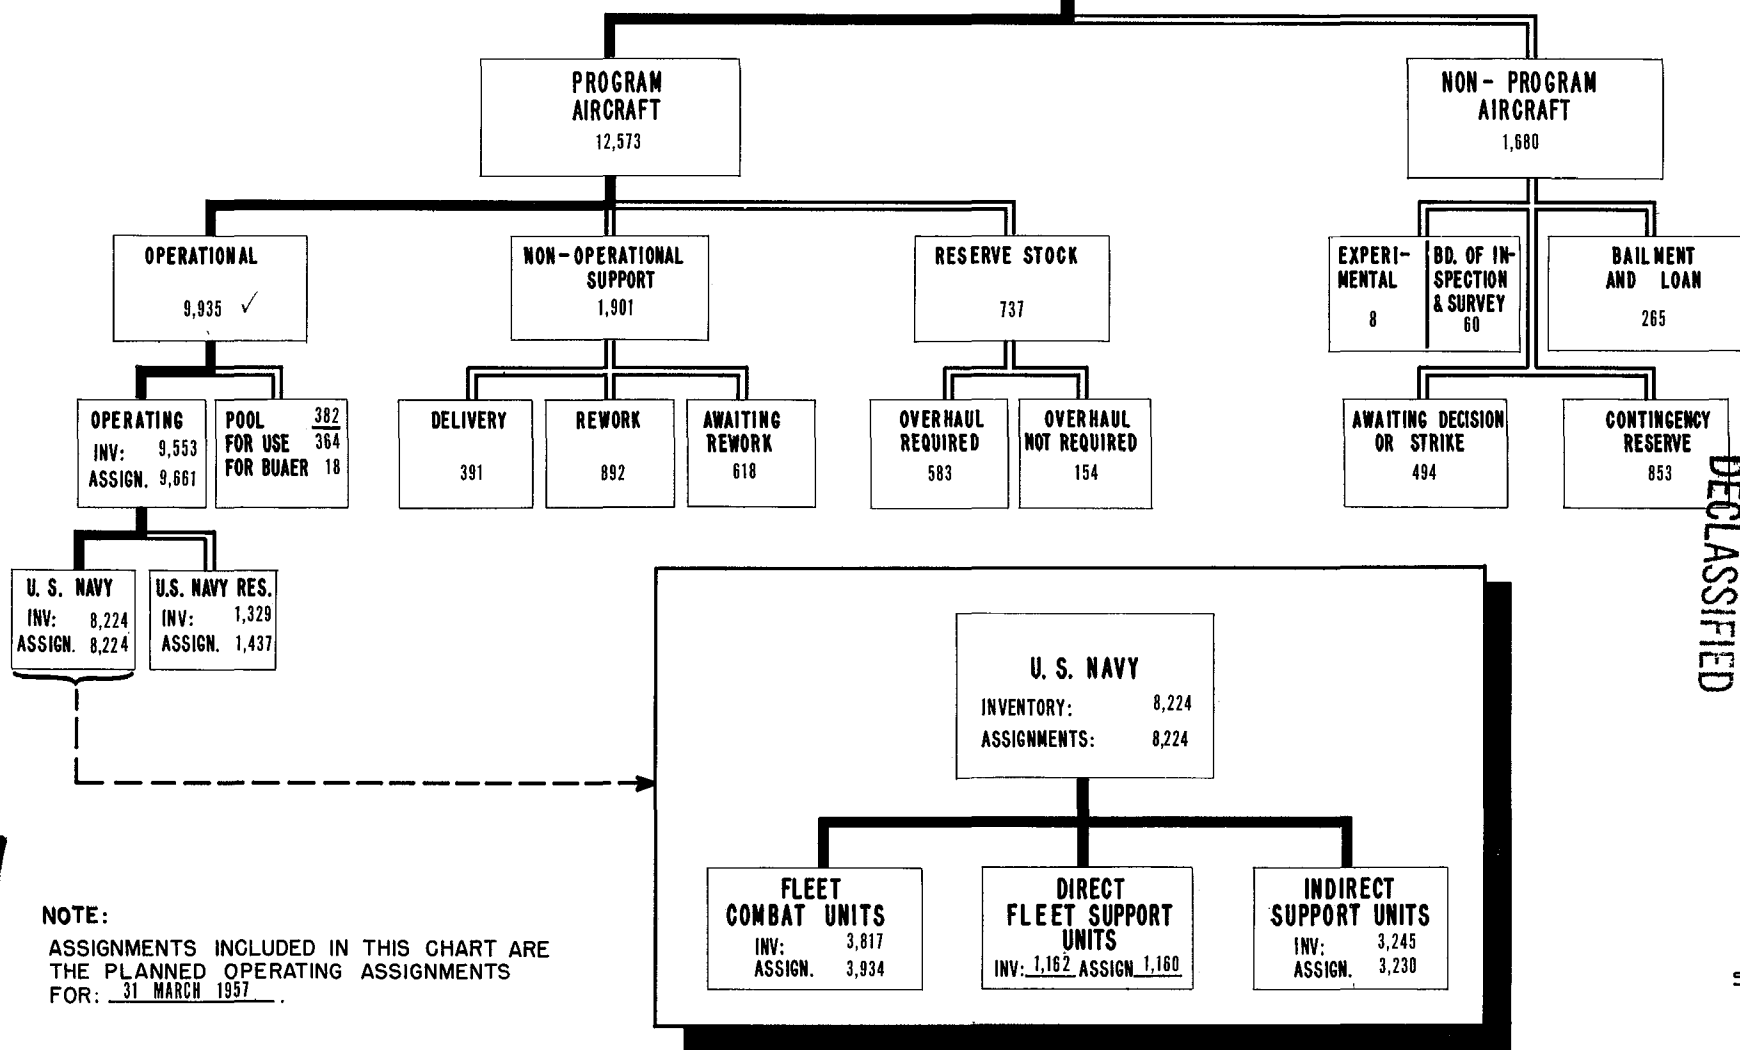 PROGRAM
AIRCRAFT
12,573
NON-PROGRAM
AIRCRAFT
1,680
OPERATIONAL
9,935 ✓
NON-OPERATIONAL
SUPPORT
1,901
RESERVE STOCK
737
EXPERI-
MENTAL
8
BD. OF IN-
SPECTION
& SURVEY
60
BAILMENT
AND LOAN
265
OPERATING
INV: 9,553
ASSIGN. 9,661
POOL 382
FOR USE 364
FOR BUAER 18
DELIVERY
391
REWORK
892
AWAITING
REWORK
618
OVERHAUL
REQUIRED
583
OVERHAUL
NOT REQUIRED
154
AWAITING DECISION
OR STRIKE
494
CONTINGENCY
RESERVE
853
DECLASSIFIED
U. S. NAVY
INV: 8,224
ASSIGN. 8,224
U.S. NAVY RES.
INV: 1,329
ASSIGN. 1,437
U. S. NAVY
INVENTORY: 8,224
ASSIGNMENTS: 8,224
FLEET
COMBAT UNITS
INV: 3,817
ASSIGN. 3,934
DIRECT
FLEET SUPPORT
UNITS
INV: 1,162 ASSIGN 1,160
INDIRECT
SUPPORT UNITS
INV: 3,245
ASSIGN. 3,230
NOTE:
ASSIGNMENTS INCLUDED IN THIS CHART ARE
THE PLANNED OPERATING ASSIGNMENTS
FOR: 31 MARCH 1957.